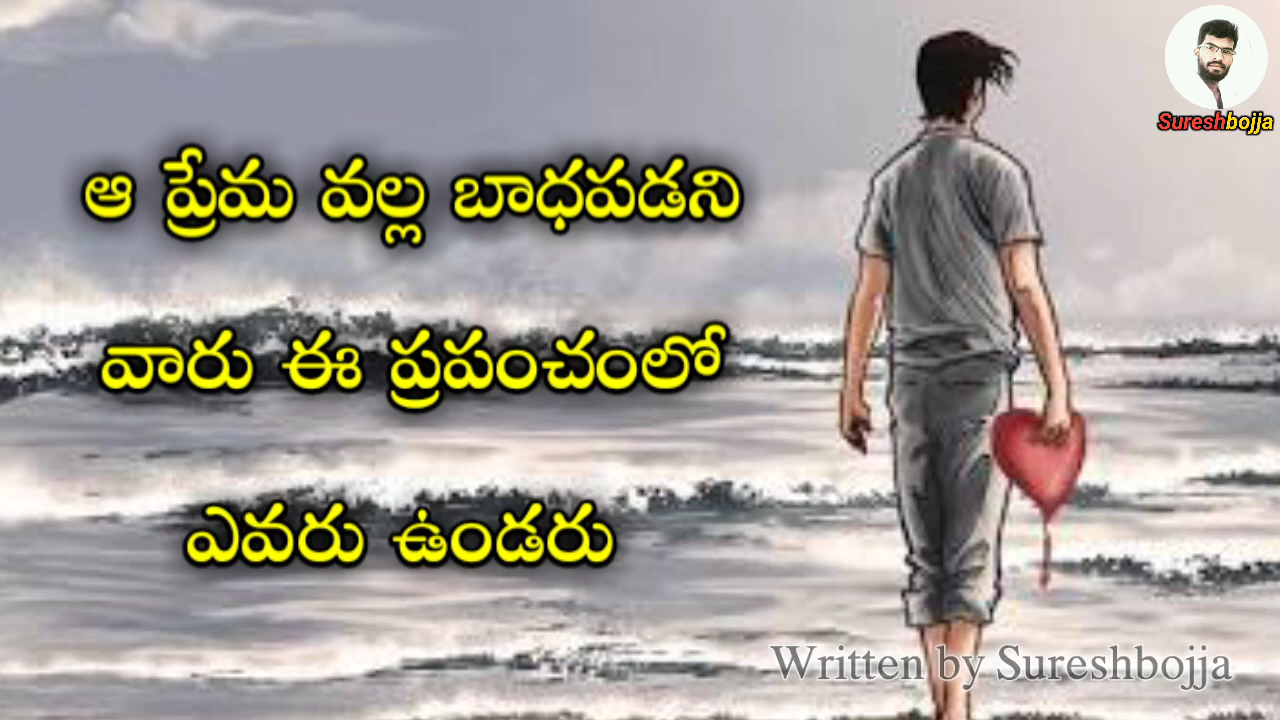 Sureshbojja
ఆ ప్రేమ వల్ల బాధపడని
వారు ఈ ప్రపంచంలో
ఎవరు ఉండరు
Written by Sureshbojja